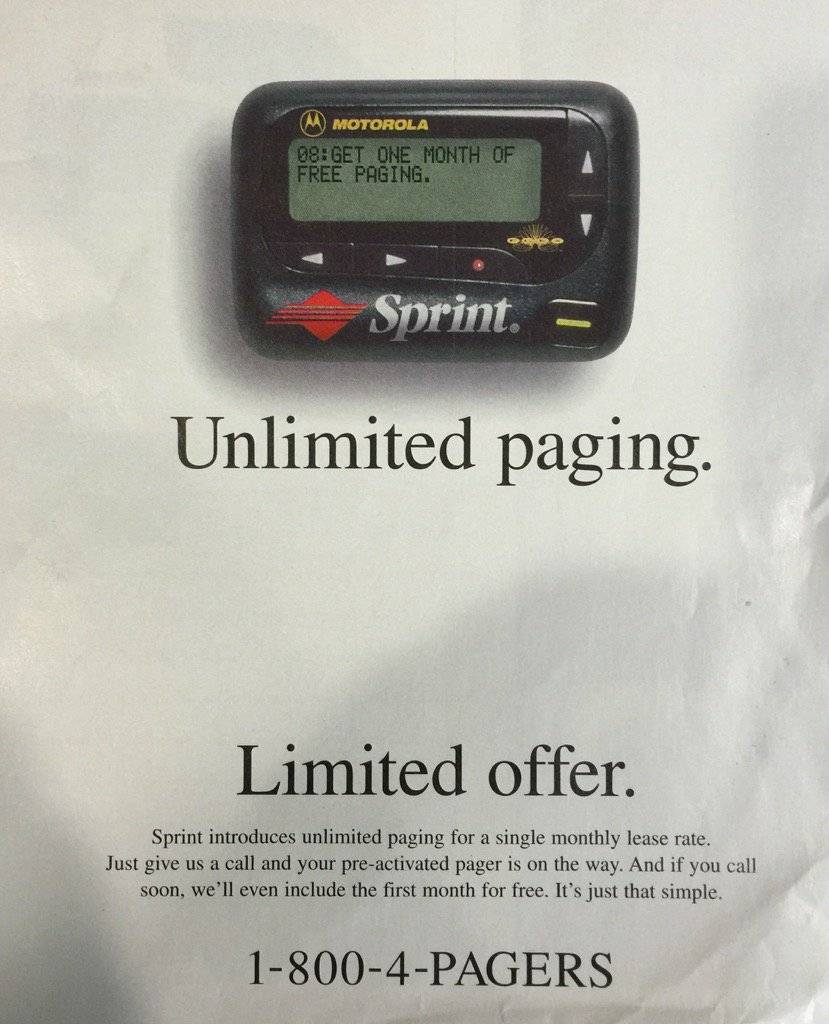 MOTOROLA
08:GET ONE MONTH OF
FREE PAGING.
Sprint.
Unlimited paging.
Limited offer.
Sprint introduces unlimited paging for a single monthly lease rate.
Just give us a call and your pre-activated pager is on the way. And if you call
soon, we'll even include the first month for free. It's just that simple.
1-800-4-PAGERS